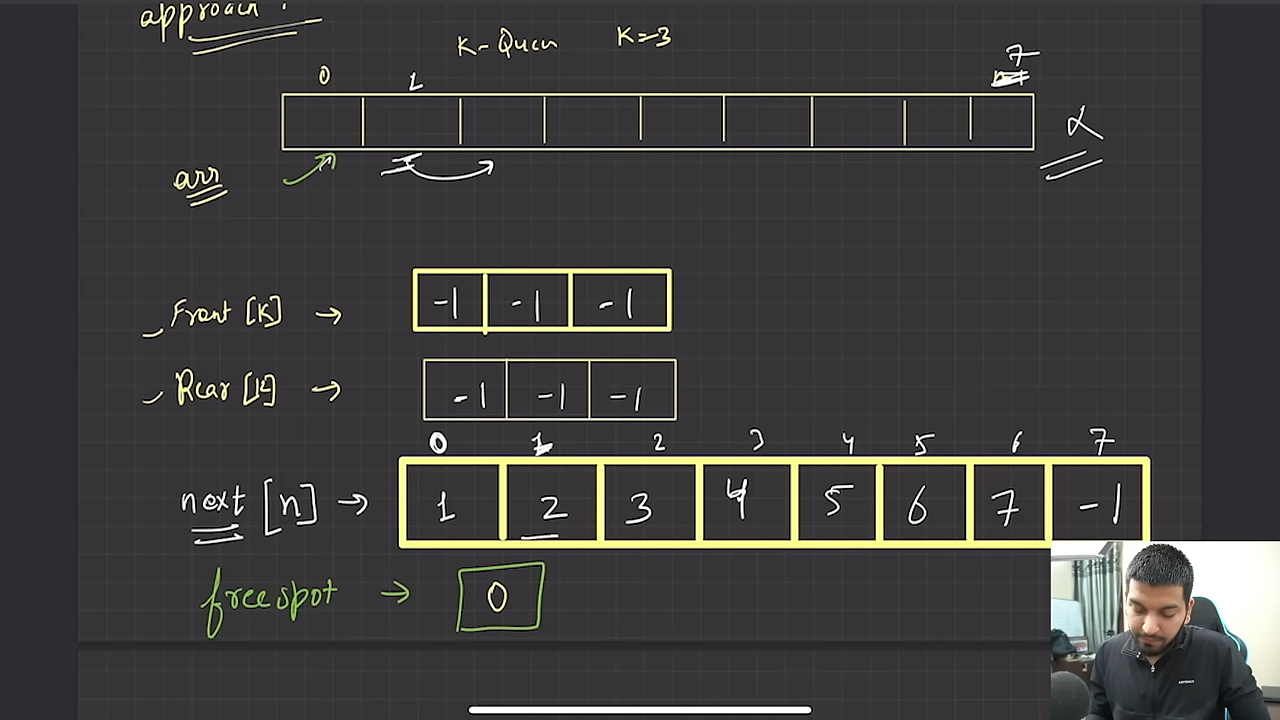 approach :
K-Queu K=3
0 1 7
arr
Front [K] → -1 -1 -1
Rear [K] → -1 -1 -1
0 1 2 3 4 5 6 7
next [n] → 1 2 3 4 5 6 7 -1
freespot → 0